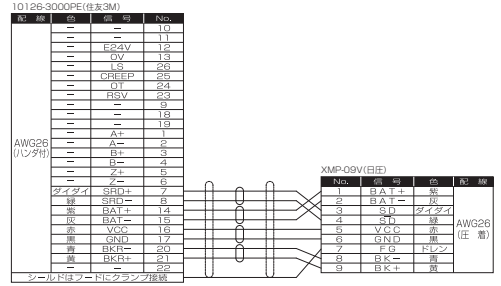 10126-3000PE(住友3M)
配 線 色 信 号 No.
AWG26
(ハンダ付)
ー ー 10
ー ー 11
ー E24V 12
ー 0V 13
ー LS 26
ー CREEP 25
ー OT 24
ー RSV 23
ー ー 9
ー ー 18
ー ー 19
ー A+ 1
ー A− 2
ー B+ 3
ー B− 4
ー Z+ 5
ー Z− 6
ダイダイ SRD+ 7
緑 SRD− 8
紫 BAT+ 14
灰 BAT− 15
赤 VCC 16
黒 GND 17
青 BKR− 20
黄 BKR+ 21
ー ー 22
シールドはフードにクランプ接続
XMP-09V(日圧)
No. 信 号 色 配 線
1 BAT+ 紫
2 BAT− 灰
3 SD ダイダイ
4 S̅D̅ 緑
5 VCC 赤
6 GND 黒
7 FG ドレン
8 BK− 青
9 BK+ 黄
AWG26
(圧 着)